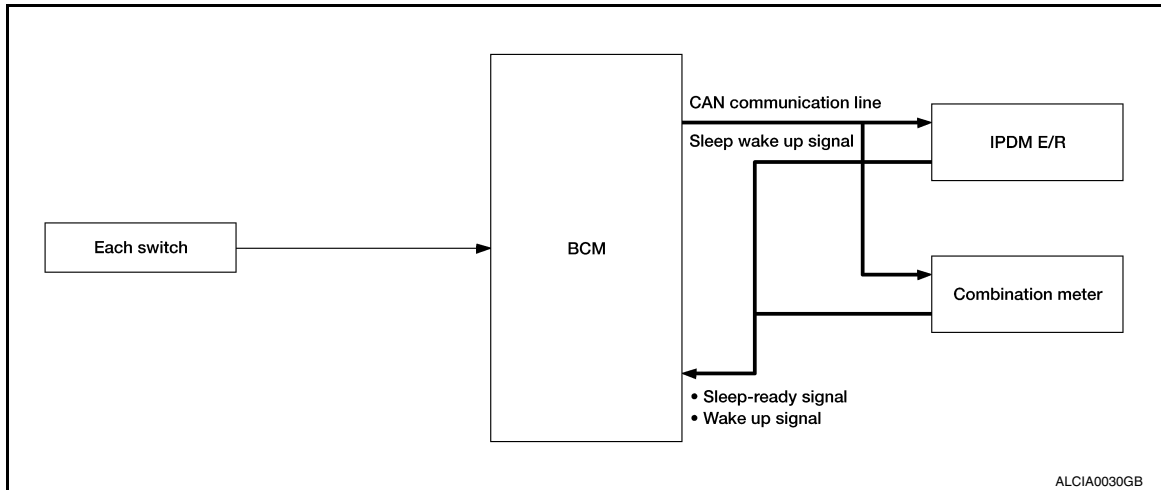 CAN communication line
Sleep wake up signal
IPDM E/R
Each switch
BCM
Combination meter
• Sleep-ready signal
• Wake up signal
ALCIA0030GB